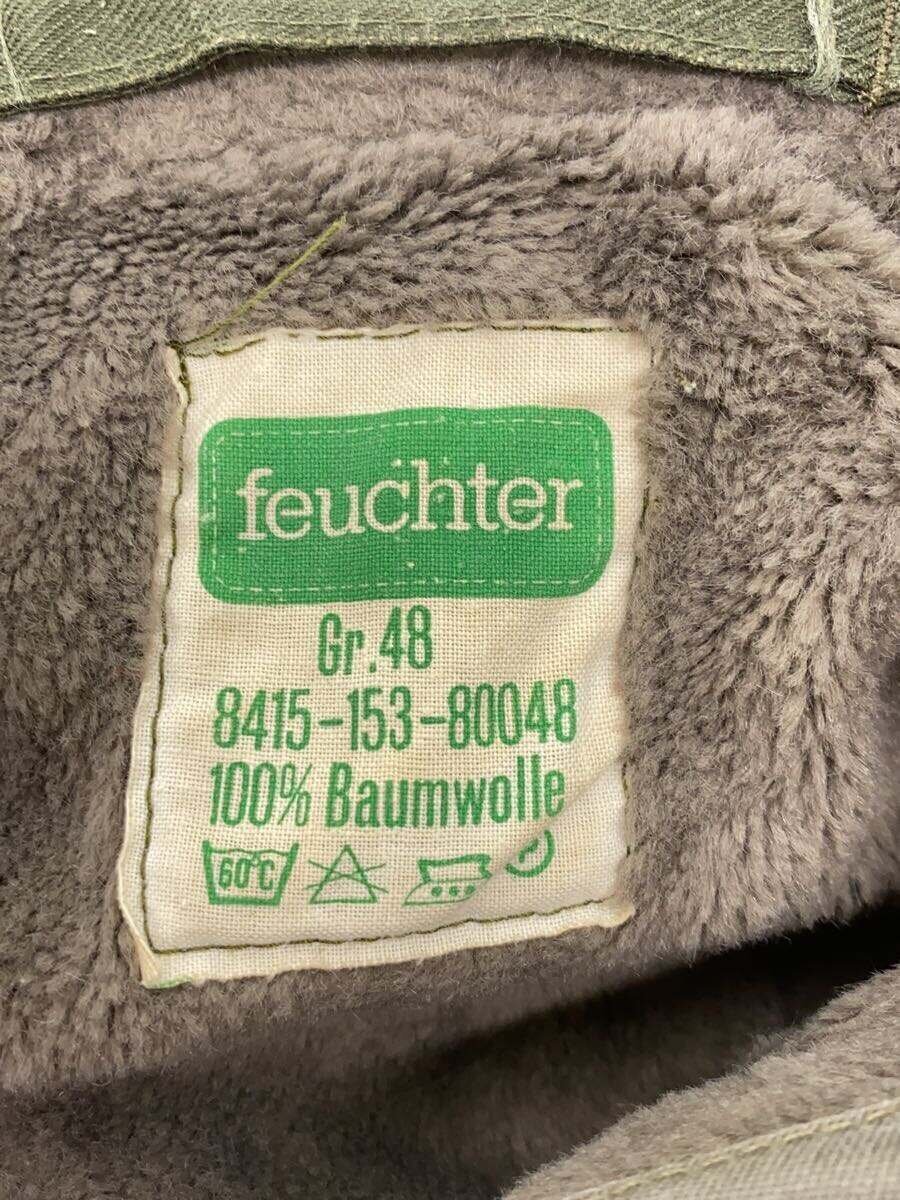 feuchter
Gr.48
8415-153-80048
100% Baumwolle
60°C